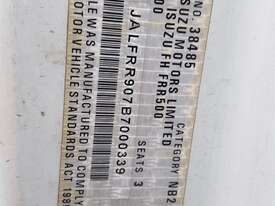 NO. 38485
ISUZU MOTORS LIMITED
ISUZU FH FRR500
CATEGORY NB2
JALFRR907B7000339
SEATS 3
WAS MANUFACTURED
TO COMPLY
MOTOR VEHICLE STANDARDS ACT 198